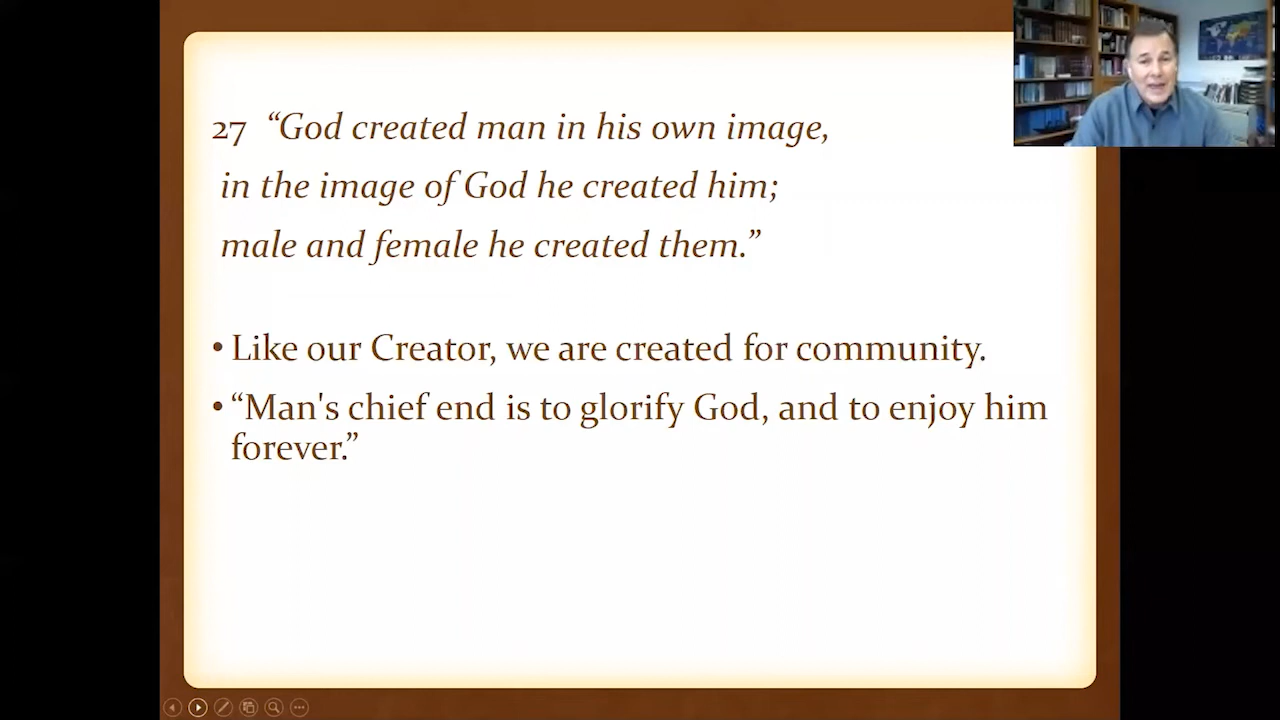 27 “God created man in his own image,
in the image of God he created him;
male and female he created them.”
• Like our Creator, we are created for community.
• “Man's chief end is to glorify God, and to enjoy him
forever.”